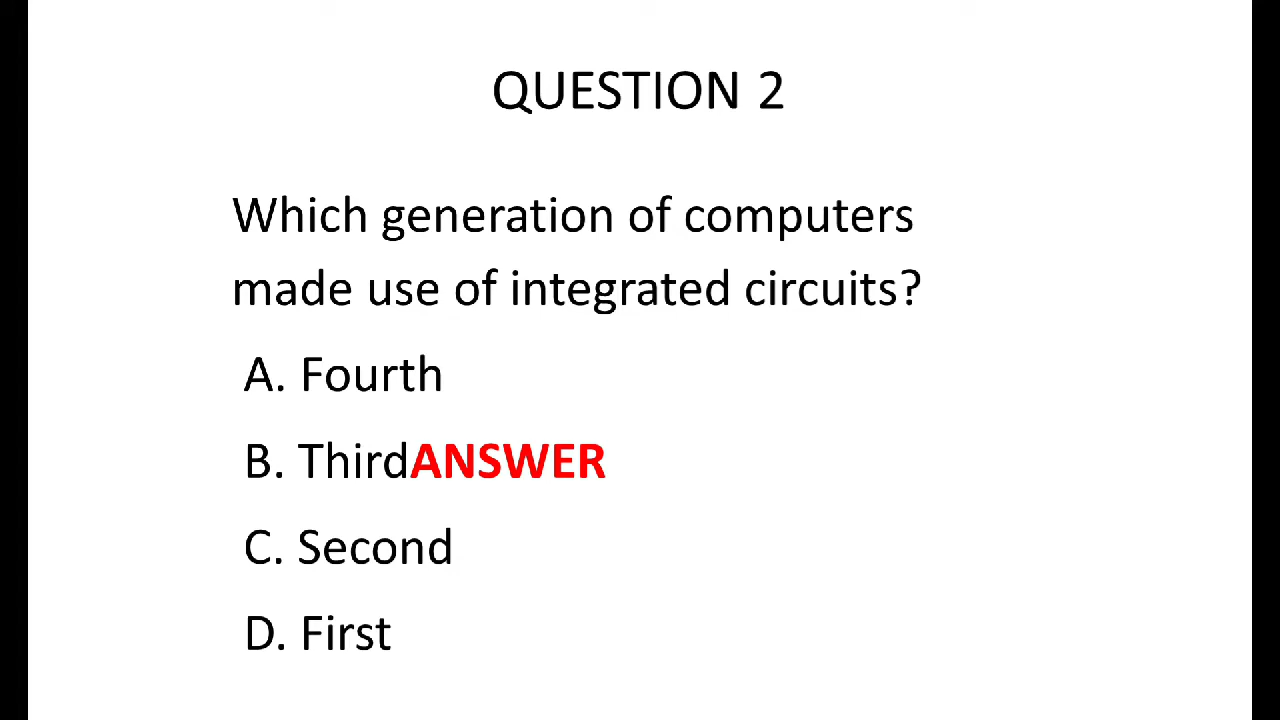 QUESTION 2
Which generation of computers
made use of integrated circuits?
A. Fourth
B. ThirdANSWER
C. Second
D. First